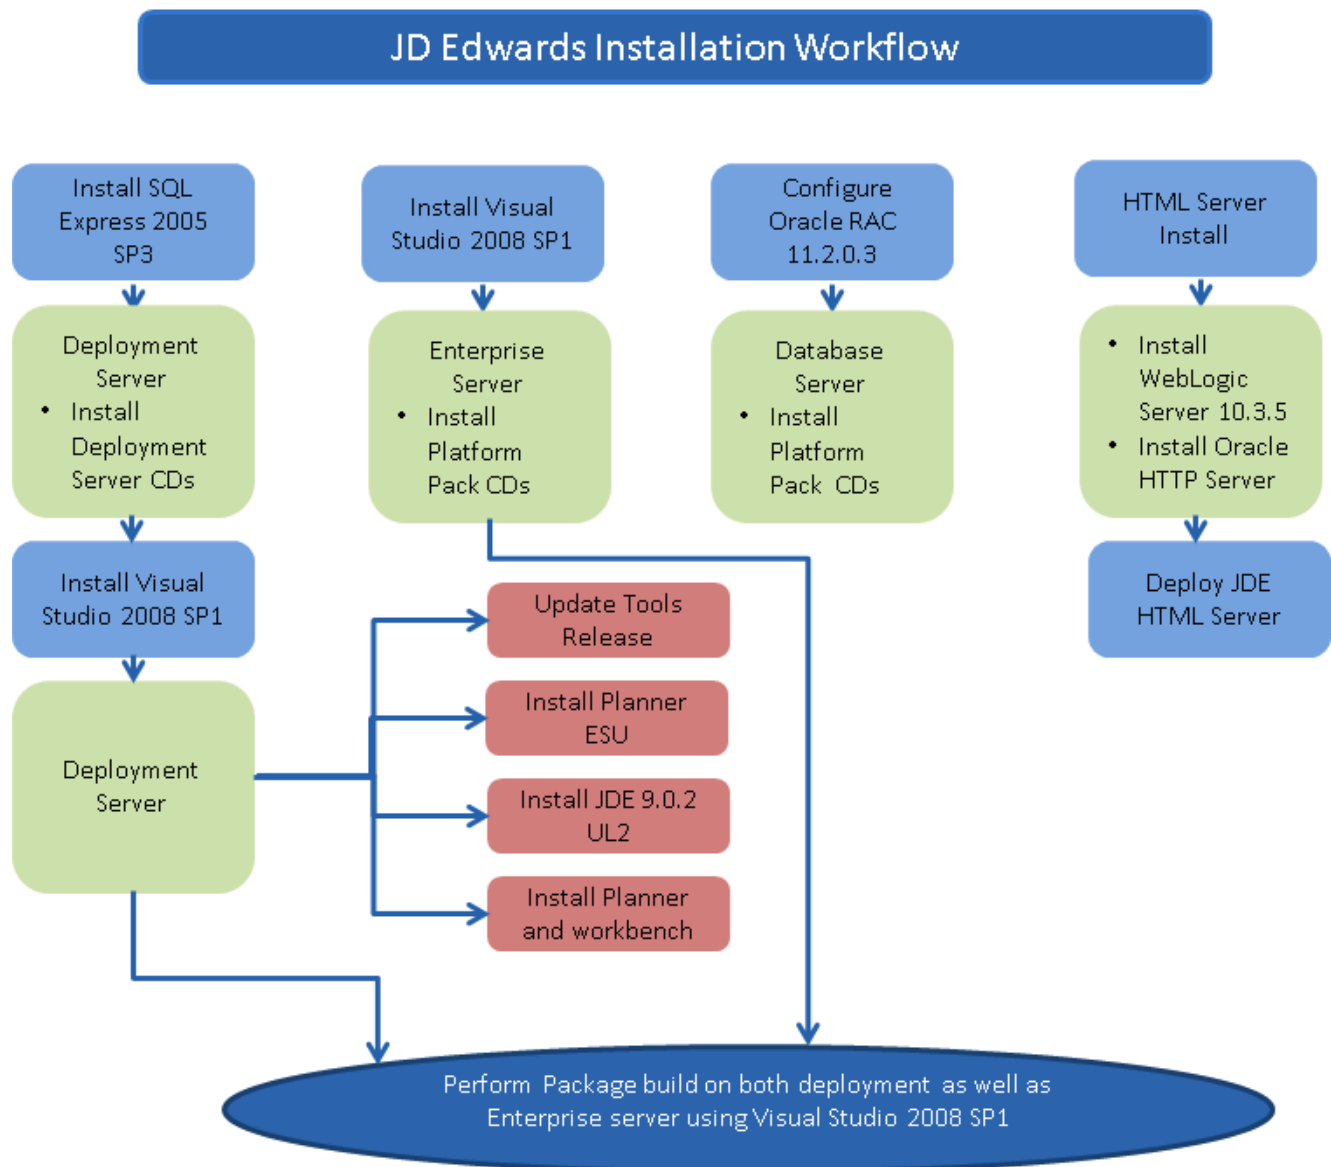 JD Edwards Installation Workflow
Install SQL
Express 2005
SP3
Install Visual
Studio 2008 SP1
Configure
Oracle RAC
11.2.0.3
HTML Server
Install
Deployment
Server
• Install
Deployment
Server CDs
Enterprise
Server
• Install
Platform
Pack CDs
Database
Server
• Install
Platform
Pack CDs
• Install
WebLogic
Server 10.3.5
• Install Oracle
HTTP Server
Install Visual
Studio 2008 SP1
Deploy JDE
HTML Server
Update Tools
Release
Install Planner
ESU
Deployment
Server
Install JDE 9.0.2
UL2
Install Planner
and workbench
Perform Package build on both deployment as well as
Enterprise server using Visual Studio 2008 SP1